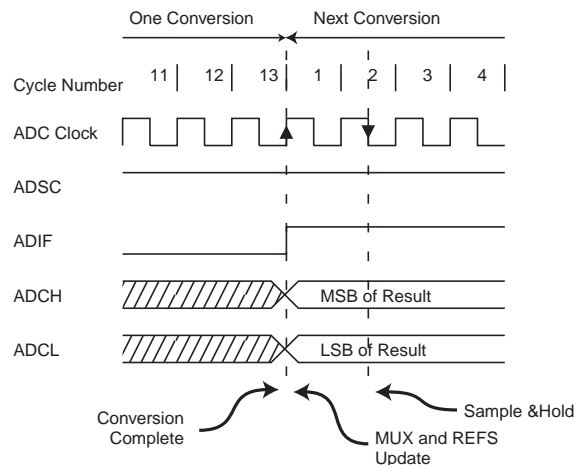 One Conversion Next Conversion
Cycle Number 11 12 13 1 2 3 4
ADC Clock
ADSC
ADIF
ADCH MSB of Result
ADCL LSB of Result
Conversion
Complete
MUX and REFS
Update
Sample &Hold